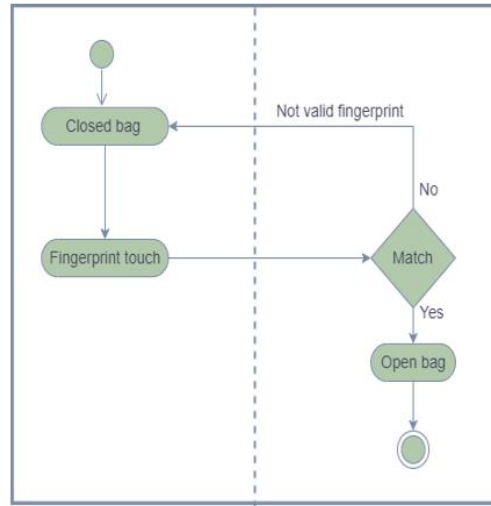 Closed bag
Not valid fingerprint
No
Fingerprint touch
Match
Yes
Open bag